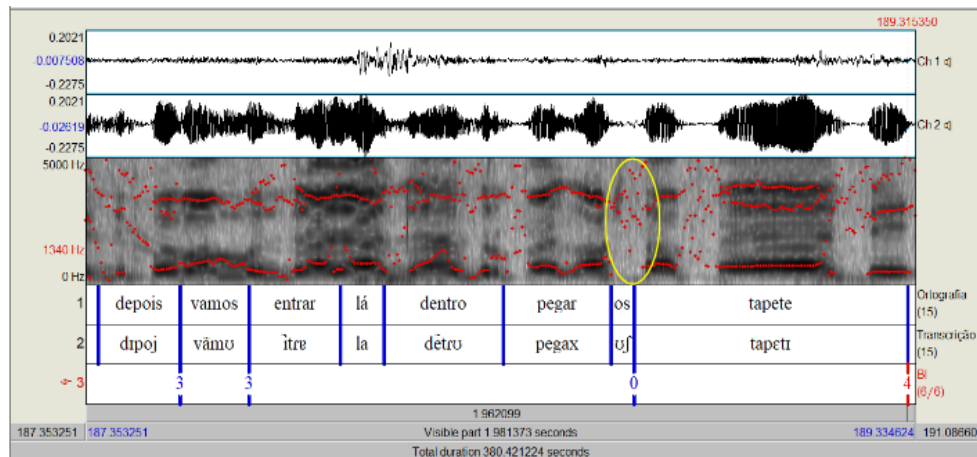 189.315350
0.2021
-0.007508
-0.2275
Ch 1
0.2021
-0.02619
-0.2275
Ch 2
5000 Hz
1340 Hz
0 Hz
1 depois vamos entrar lá dentro pegar os tapete Ortografia (15)
2 dɪpoj vãmʊ ĩtrɐ la dẽtrʊ pegax ʊʃ tapɛtɪ Transcrição (15)
3 3 3 0 4 BI (6/6)
1.962099
187.353251 187.353251 Visible part 1.981373 seconds 189.334624 191.08660
Total duration 380.421224 seconds